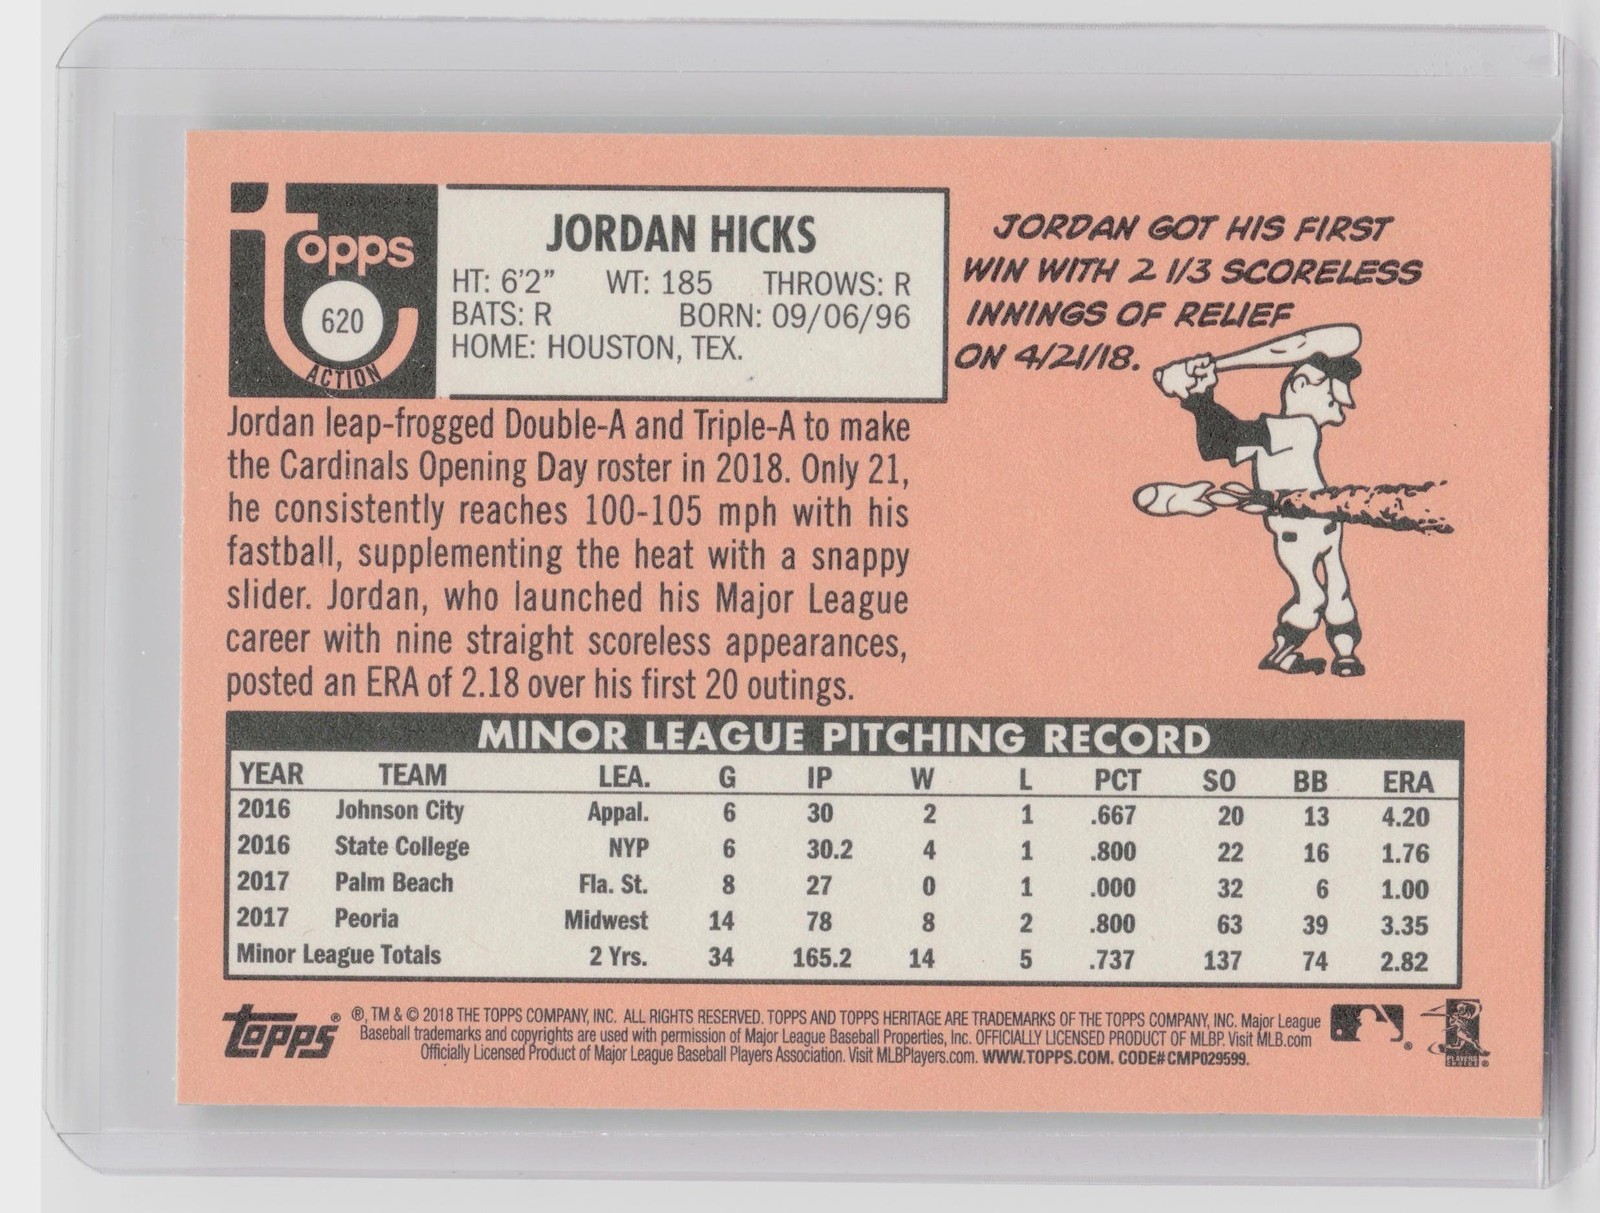 topps
620
ACTION
JORDAN HICKS
HT: 6'2" WT: 185 THROWS: R
BATS: R BORN: 09/06/96
HOME: HOUSTON, TEX.
JORDAN GOT HIS FIRST
WIN WITH 2 1/3 SCORELESS
INNINGS OF RELIEF
ON 4/21/18.
Jordan leap-frogged Double-A and Triple-A to make
the Cardinals Opening Day roster in 2018. Only 21,
he consistently reaches 100-105 mph with his
fastball, supplementing the heat with a snappy
slider. Jordan, who launched his Major League
career with nine straight scoreless appearances,
posted an ERA of 2.18 over his first 20 outings.
MINOR LEAGUE PITCHING RECORD
YEAR TEAM LEA. G IP W L PCT SO BB ERA
2016 Johnson City Appal. 6 30 2 1 .667 20 13 4.20
2016 State College NYP 6 30.2 4 1 .800 22 16 1.76
2017 Palm Beach Fla. St. 8 27 0 1 .000 32 6 1.00
2017 Peoria Midwest 14 78 8 2 .800 63 39 3.35
Minor League Totals 2 Yrs. 34 165.2 14 5 .737 137 74 2.82
topps ® ®, TM & © 2018 THE TOPPS COMPANY, INC. ALL RIGHTS RESERVED. TOPPS AND TOPPS HERITAGE ARE TRADEMARKS OF THE TOPPS COMPANY, INC. Major League
Baseball trademarks and copyrights are used with permission of Major League Baseball Properties, Inc. OFFICIALLY LICENSED PRODUCT OF MLBP. Visit MLB.com
Officially Licensed Product of Major League Baseball Players Association. Visit MLBPlayers.com. WWW.TOPPS.COM. CODE# CMP029599.
PLAYERS
CHOICE ®